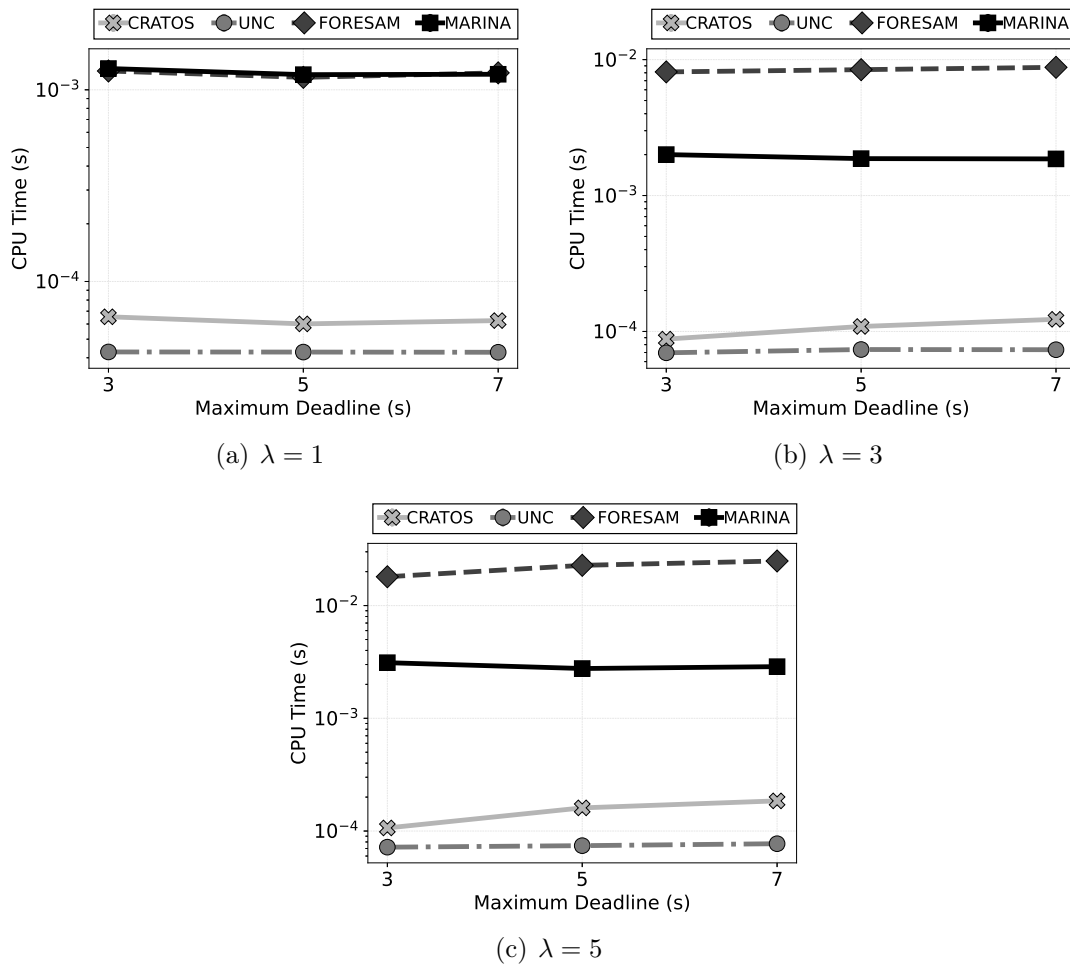 CRATOS UNC FORESAM MARINA
CPU Time (s)
10⁻³
10⁻⁴
3 5 7
Maximum Deadline (s)
(a) λ = 1
CRATOS UNC FORESAM MARINA
CPU Time (s)
10⁻²
10⁻³
10⁻⁴
3 5 7
Maximum Deadline (s)
(b) λ = 3
CRATOS UNC FORESAM MARINA
CPU Time (s)
10⁻²
10⁻³
10⁻⁴
3 5 7
Maximum Deadline (s)
(c) λ = 5